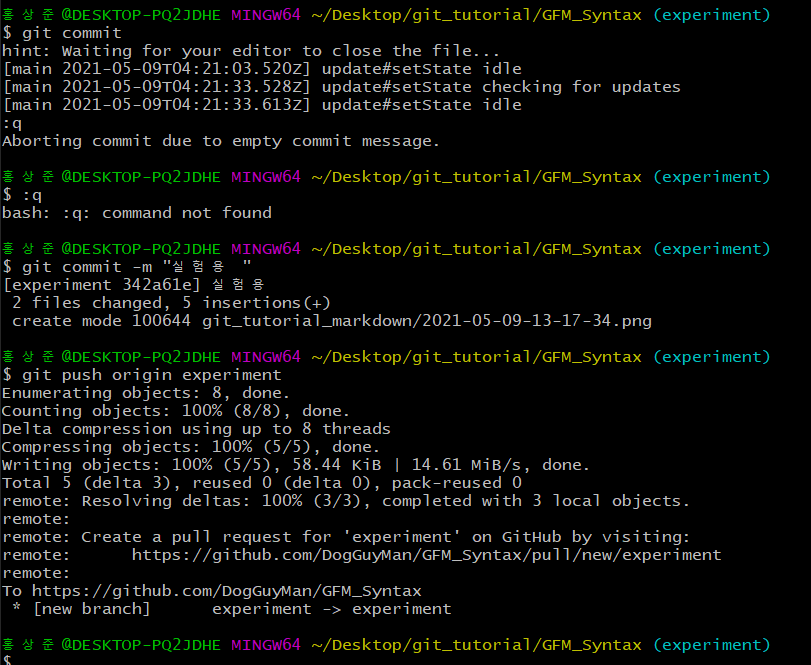 홍상준@DESKTOP-PQ2JDHE MINGW64 ~/Desktop/git_tutorial/GFM_Syntax (experiment)
$ git commit
hint: Waiting for your editor to close the file...
[main 2021-05-09T04:21:03.520Z] update#setState idle
[main 2021-05-09T04:21:33.528Z] update#setState checking for updates
[main 2021-05-09T04:21:33.613Z] update#setState idle
:q
Aborting commit due to empty commit message.
홍상준@DESKTOP-PQ2JDHE MINGW64 ~/Desktop/git_tutorial/GFM_Syntax (experiment)
$ :q
bash: :q: command not found
홍상준@DESKTOP-PQ2JDHE MINGW64 ~/Desktop/git_tutorial/GFM_Syntax (experiment)
$ git commit -m "실험용 "
[experiment 342a61e] 실험용
 2 files changed, 5 insertions(+)
 create mode 100644 git_tutorial_markdown/2021-05-09-13-17-34.png
홍상준@DESKTOP-PQ2JDHE MINGW64 ~/Desktop/git_tutorial/GFM_Syntax (experiment)
$ git push origin experiment
Enumerating objects: 8, done.
Counting objects: 100% (8/8), done.
Delta compression using up to 8 threads
Compressing objects: 100% (5/5), done.
Writing objects: 100% (5/5), 58.44 KiB | 14.61 MiB/s, done.
Total 5 (delta 3), reused 0 (delta 0), pack-reused 0
remote: Resolving deltas: 100% (3/3), completed with 3 local objects.
remote:
remote: Create a pull request for 'experiment' on GitHub by visiting:
remote:      https://github.com/DogGuyMan/GFM_Syntax/pull/new/experiment
remote:
To https://github.com/DogGuyMan/GFM_Syntax
 * [new branch]      experiment -> experiment
홍상준@DESKTOP-PQ2JDHE MINGW64 ~/Desktop/git_tutorial/GFM_Syntax (experiment)
$